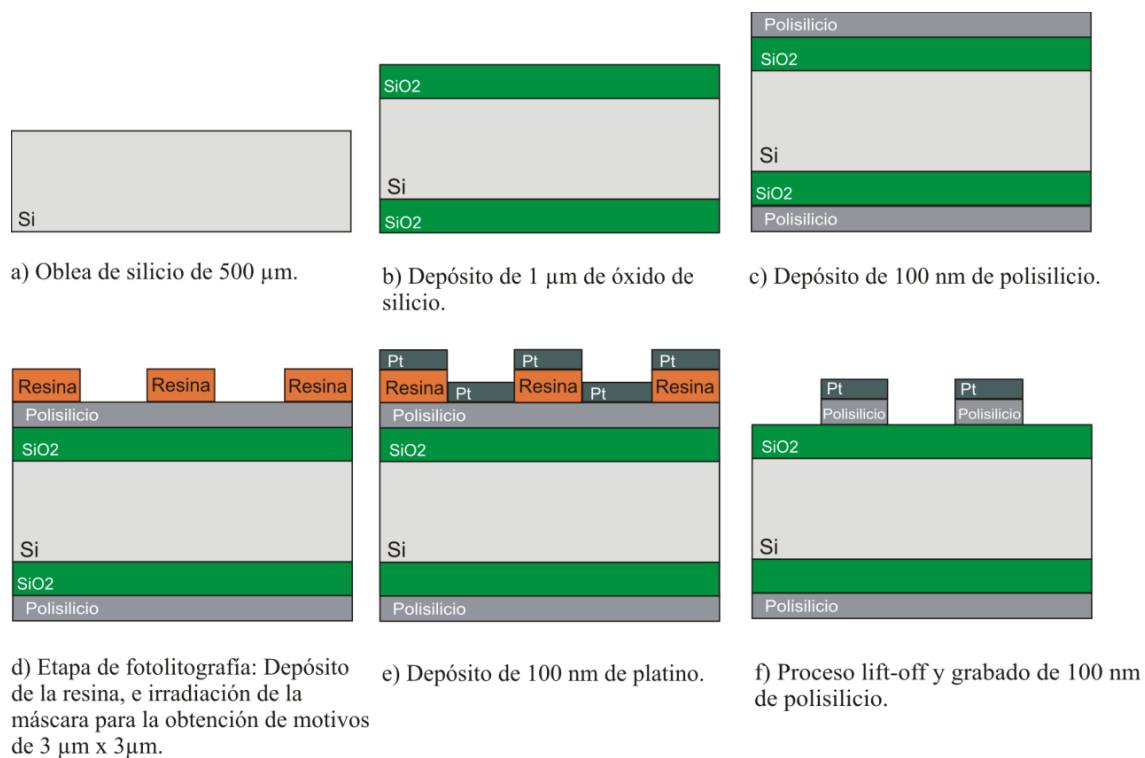 Si
a) Oblea de silicio de 500 µm.
SiO2
Si
SiO2
b) Depósito de 1 µm de óxido de
silicio.
Polisilicio
SiO2
Si
SiO2
Polisilicio
c) Depósito de 100 nm de polisilicio.
Resina Resina Resina
Polisilicio
SiO2
Si
SiO2
Polisilicio
d) Etapa de fotolitografía: Depósito
de la resina, e irradiación de la
máscara para la obtención de motivos
de 3 µm x 3µm.
Pt Pt Pt
Resina Pt Resina Pt Resina
Polisilicio
SiO2
Si
Polisilicio
e) Depósito de 100 nm de platino.
Pt Pt
Polisilicio Polisilicio
SiO2
Si
Polisilicio
f) Proceso lift-off y grabado de 100 nm
de polisilicio.